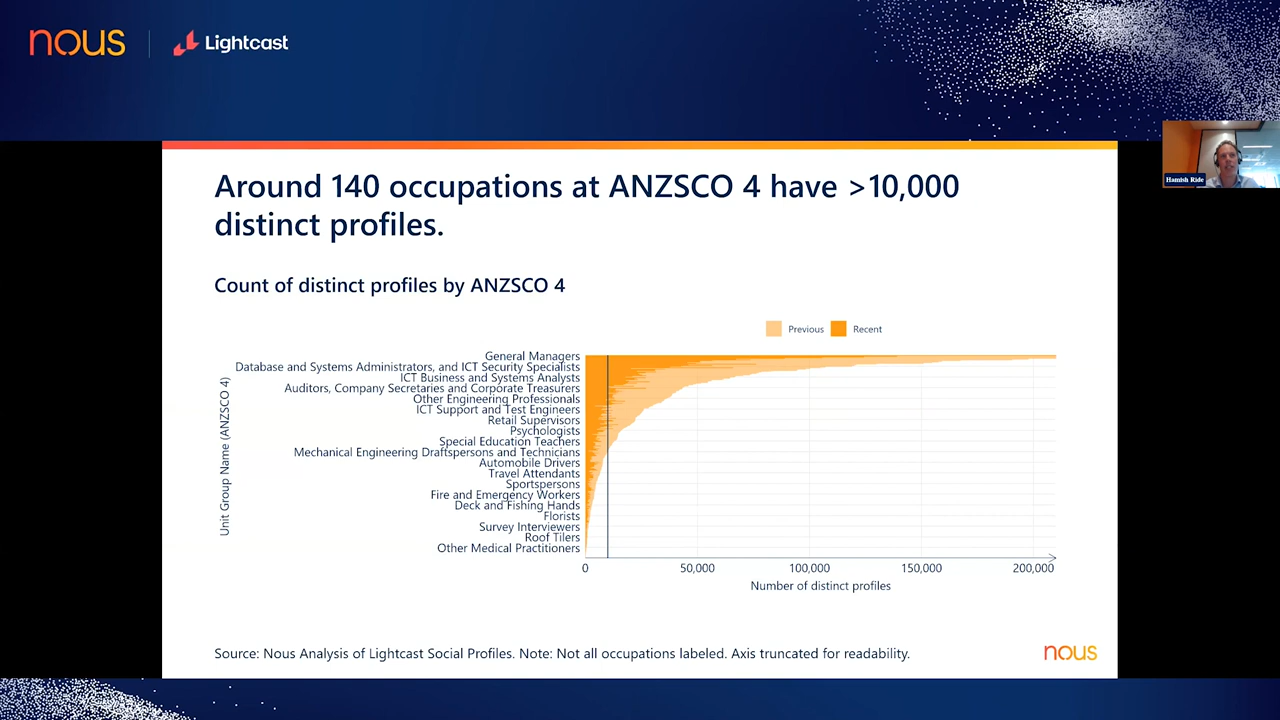 nous
Lightcast
Hamish Ride
Around 140 occupations at ANZSCO 4 have >10,000
distinct profiles.
Count of distinct profiles by ANZSCO 4
Previous
Recent
Unit Group Name (ANZSCO 4)
General Managers
Database and Systems Administrators, and ICT Security Specialists
ICT Business and Systems Analysts
Auditors, Company Secretaries and Corporate Treasurers
Other Engineering Professionals
ICT Support and Test Engineers
Retail Supervisors
Psychologists
Special Education Teachers
Mechanical Engineering Draftspersons and Technicians
Automobile Drivers
Travel Attendants
Sportspersons
Fire and Emergency Workers
Deck and Fishing Hands
Florists
Survey Interviewers
Roof Tilers
Other Medical Practitioners
0
50,000
100,000
150,000
200,000
Number of distinct profiles
Source: Nous Analysis of Lightcast Social Profiles. Note: Not all occupations labeled. Axis truncated for readability.
nous